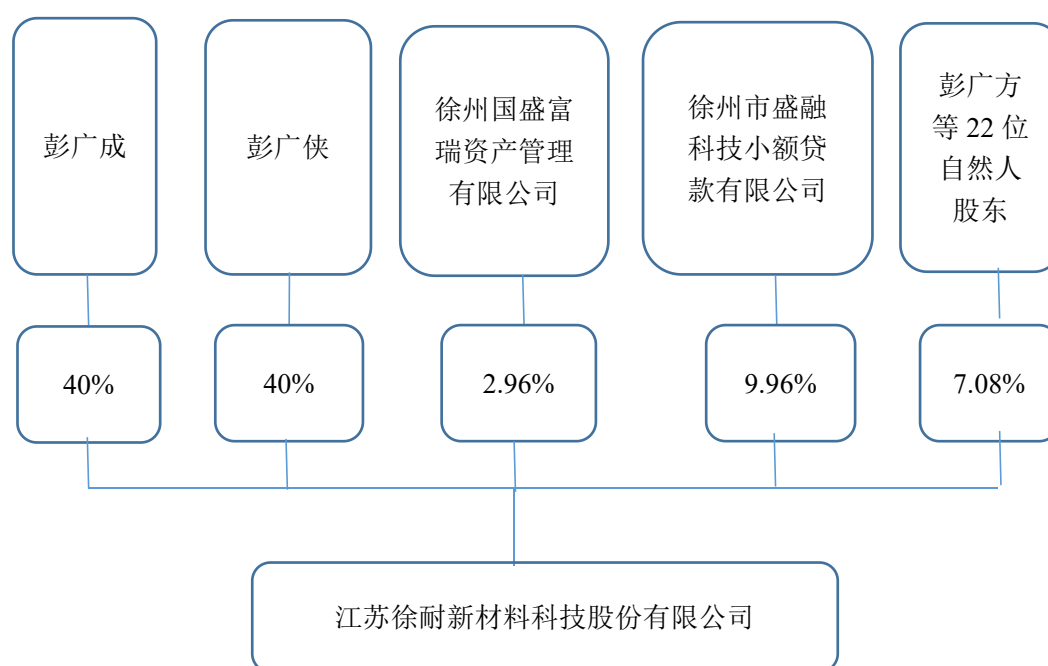 彭广成
彭广侠
徐州国盛富
瑞资产管理
有限公司
徐州市盛融
科技小额贷
款有限公司
彭广方
等 22 位
自然人
股东
40%
40%
2.96%
9.96%
7.08%
江苏徐耐新材料科技股份有限公司